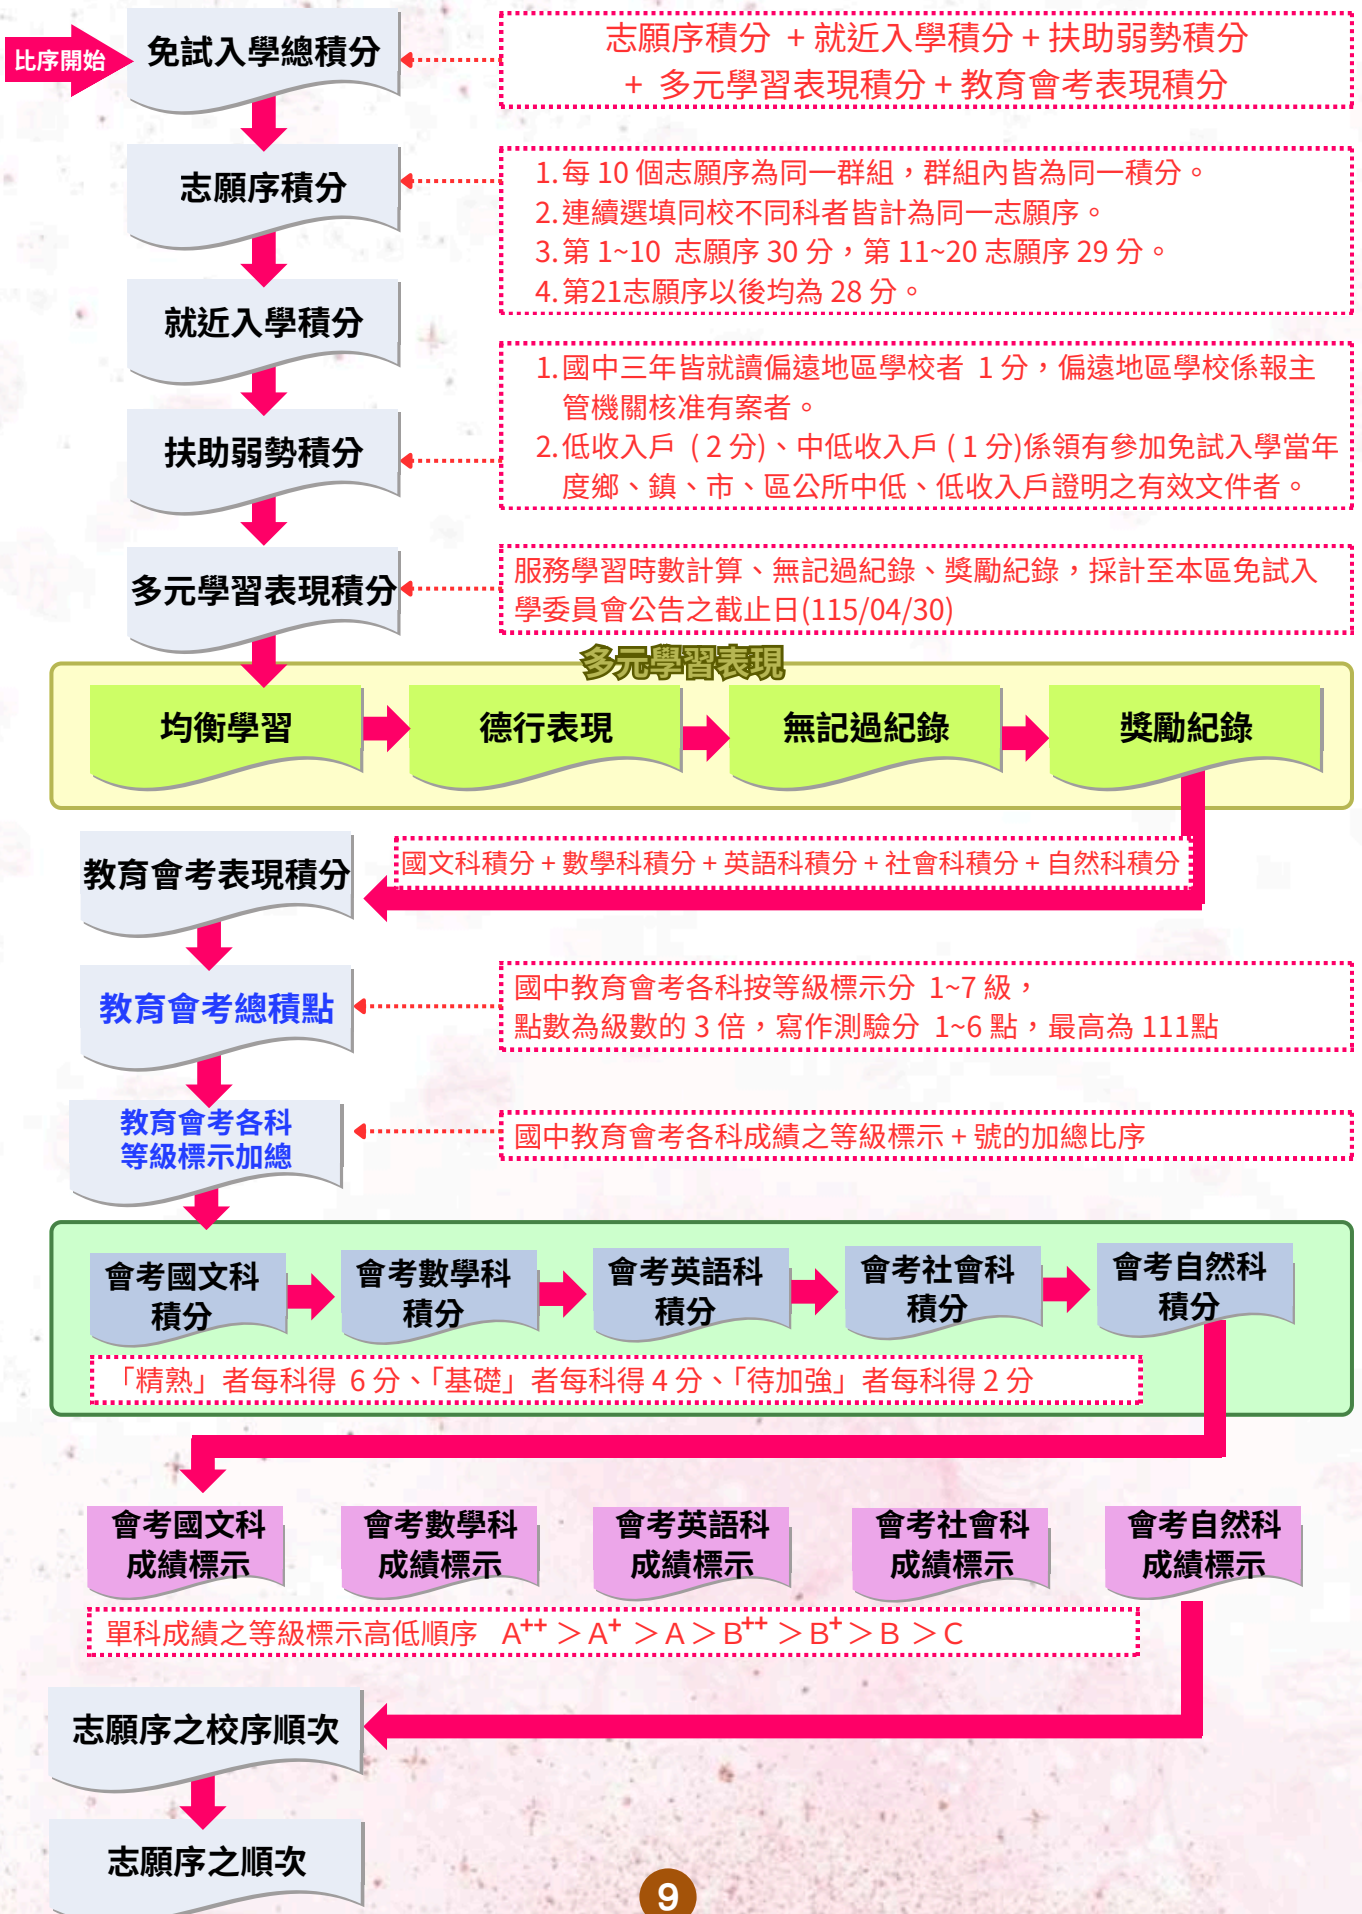 比序開始
免試入學總積分
志願序積分 + 就近入學積分 + 扶助弱勢積分
+ 多元學習表現積分 + 教育會考表現積分
志願序積分
1. 每 10 個志願序為同一群組，群組內皆為同一積分。
2. 連續選填同校不同科者皆計為同一志願序。
3. 第 1~10 志願序 30 分，第 11~20 志願序 29 分。
4. 第21志願序以後均為 28 分。
就近入學積分
扶助弱勢積分
1. 國中三年皆就讀偏遠地區學校者 1 分，偏遠地區學校係報主
管機關核准有案者。
2. 低收入戶 ( 2 分)、中低收入戶 ( 1 分)係領有參加免試入學當年
度鄉、鎮、市、區公所中低、低收入戶證明之有效文件者。
多元學習表現積分
服務學習時數計算、無記過紀錄、獎勵紀錄，採計至本區免試入
學委員會公告之截止日(115/04/30)
多元學習表現
均衡學習
德行表現
無記過紀錄
獎勵紀錄
教育會考表現積分
國文科積分 + 數學科積分 + 英語科積分 + 社會科積分 + 自然科積分
教育會考總積點
國中教育會考各科按等級標示分 1~7 級，
點數為級數的 3 倍，寫作測驗分 1~6 點，最高為 111點
教育會考各科
等級標示加總
國中教育會考各科成績之等級標示 + 號的加總比序
會考國文科
積分
會考數學科
積分
會考英語科
積分
會考社會科
積分
會考自然科
積分
「精熟」者每科得 6 分、「基礎」者每科得 4 分、「待加強」者每科得 2 分
會考國文科
成績標示
會考數學科
成績標示
會考英語科
成績標示
會考社會科
成績標示
會考自然科
成績標示
單科成績之等級標示高低順序 A⁺⁺ ＞A⁺ ＞A＞B⁺⁺ ＞B⁺＞B ＞C
志願序之校序順次
志願序之順次
9